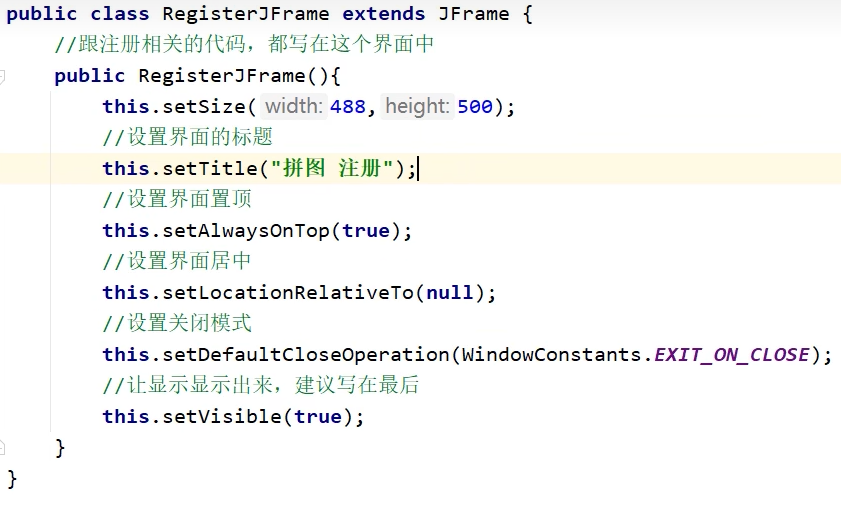 public class RegisterJFrame extends JFrame {
    //跟注册相关的代码，都写在这个界面中
    public RegisterJFrame(){
        this.setSize( width: 488, height: 500);
        //设置界面的标题
        this.setTitle("拼图 注册");
        //设置界面置顶
        this.setAlwaysOnTop(true);
        //设置界面居中
        this.setLocationRelativeTo(null);
        //设置关闭模式
        this.setDefaultCloseOperation(WindowConstants.EXIT_ON_CLOSE);
        //让显示显示出来，建议写在最后
        this.setVisible(true);
    }
}